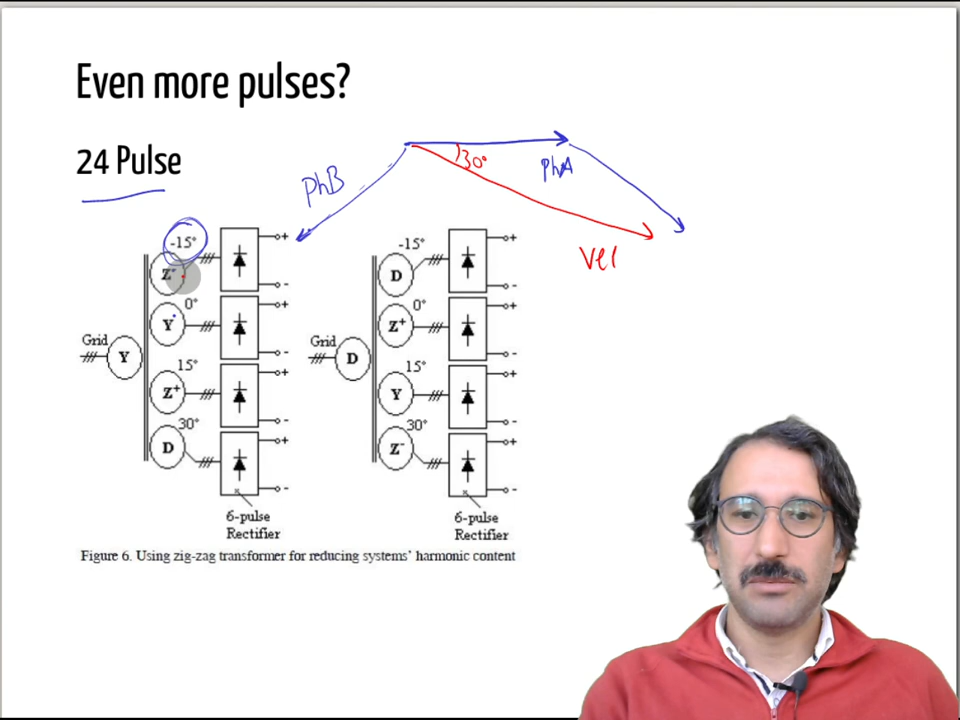 Even more pulses?
24 Pulse
30°
PhA
PhB
-15°
Z-
0°
Y
Grid
Y
15°
Z+
30°
D
+
-
+
-
+
-
+
-
6-pulse
Rectifier
-15°
D
0°
Z+
Grid
D
15°
Y
30°
Z-
+
-
+
-
+
-
+
-
6-pulse
Rectifier
Figure 6. Using zig-zag transformer for reducing systems' harmonic content